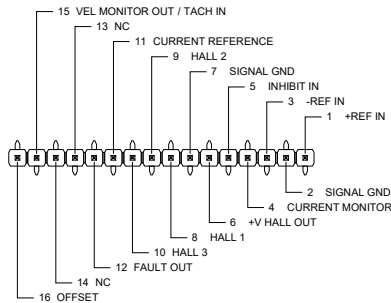 15 VEL MONITOR OUT / TACH IN
13 NC
11 CURRENT REFERENCE
9 HALL 2
7 SIGNAL GND
5 INHIBIT IN
3 -REF IN
1 +REF IN
2 SIGNAL GND
4 CURRENT MONITOR
6 +V HALL OUT
8 HALL 1
10 HALL 3
12 FAULT OUT
14 NC
16 OFFSET